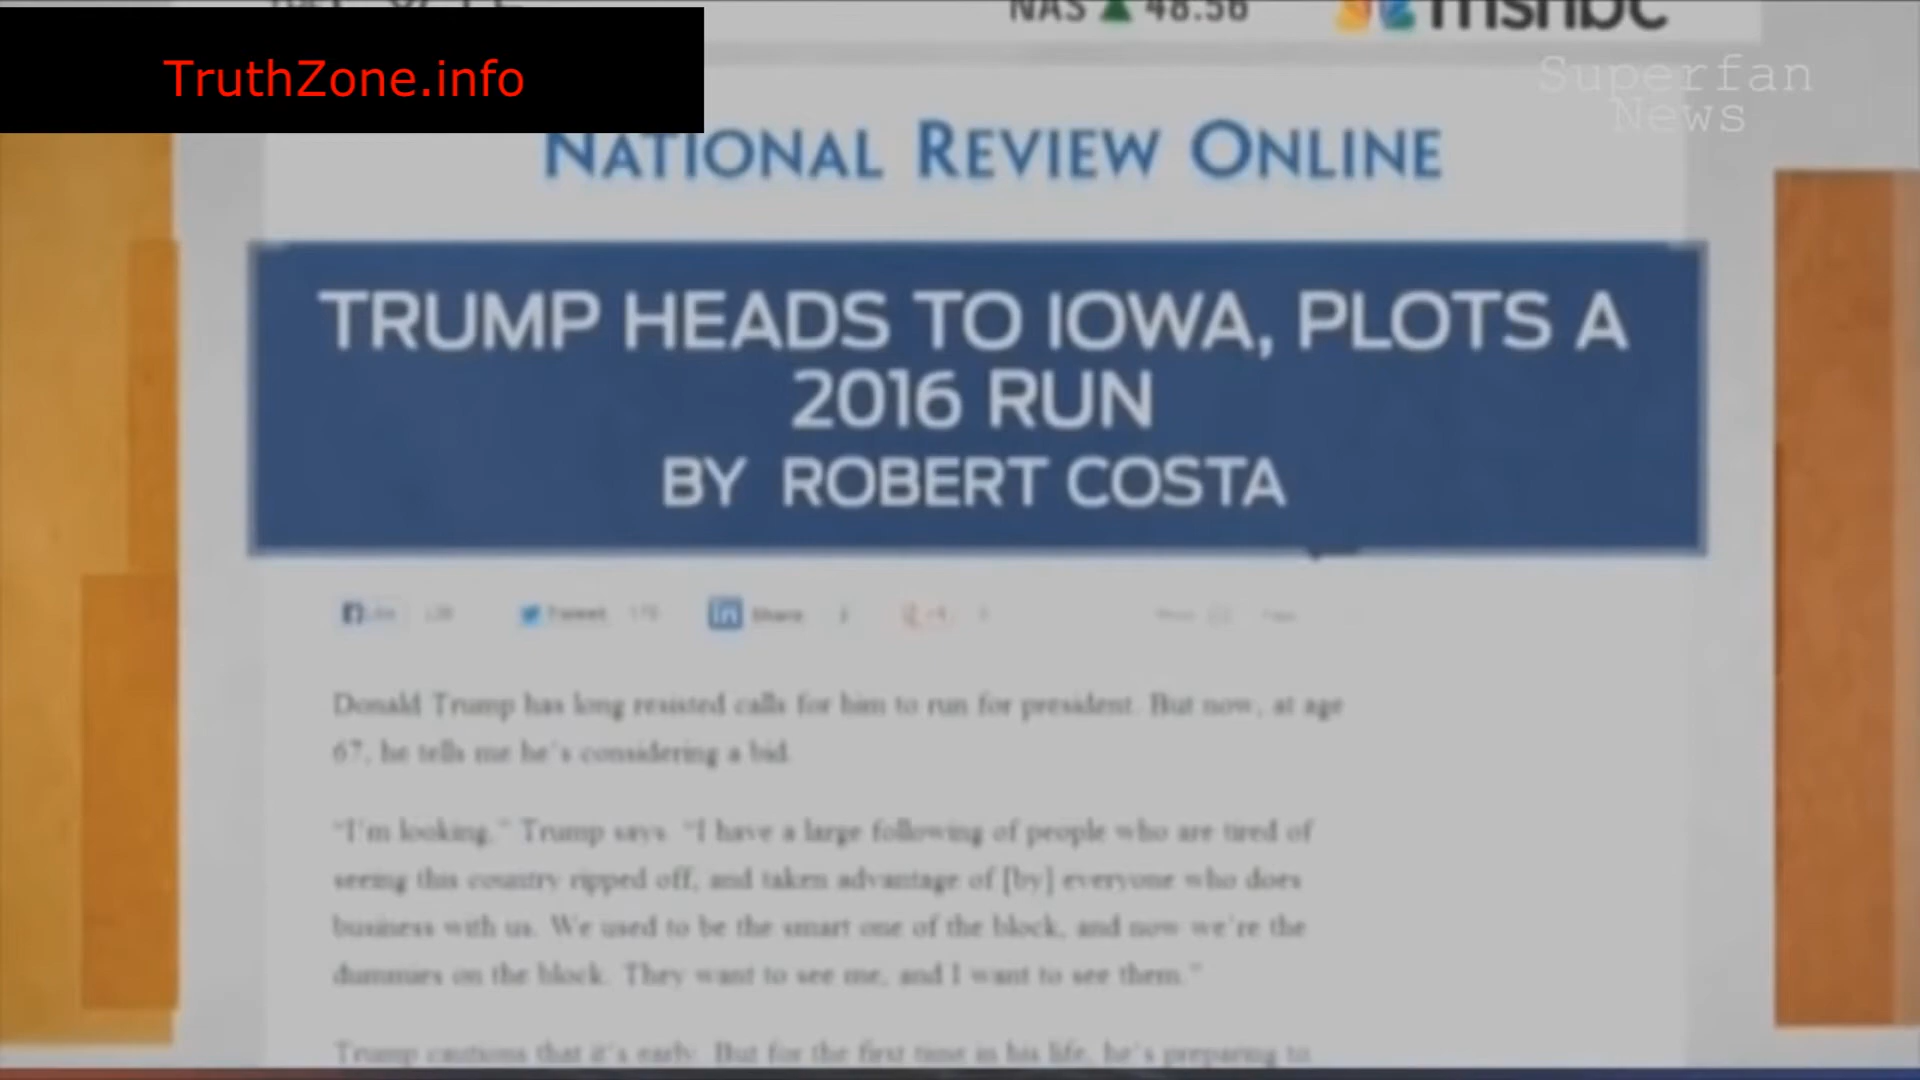 NAS ▲ 48.56
msnbc
TruthZone.info
Superfan
News
NATIONAL REVIEW ONLINE
TRUMP HEADS TO IOWA, PLOTS A
2016 RUN
BY ROBERT COSTA
Tweet
in Share
Donald Trump has long resisted calls for him to run for president. But now, at age
67, he tells me he's considering a bid.
"I'm looking," Trump says. "I have a large following of people who are tired of
seeing this country ripped off, and taken advantage of [by] everyone who does
business with us. We used to be the smart one of the block, and now we're the
dummies on the block. They want to see me, and I want to see them."
Trump cautions that it's early. But for the first time in his life, he's preparing to